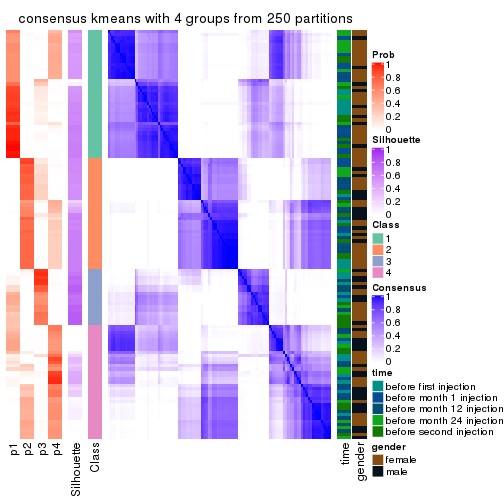 consensus kmeans with 4 groups from 250 partitions
Prob
1
0.8
0.6
0.4
0.2
0
Silhouette
1
0.8
0.6
0.4
0.2
0
Class
1
2
3
4
Consensus
1
0.8
0.6
0.4
0.2
0
time
before first injection
before month 1 injection
before month 12 injection
before month 24 injection
before second injection
gender
female
male
p1
p2
p3
p4
Silhouette
Class
time
gender